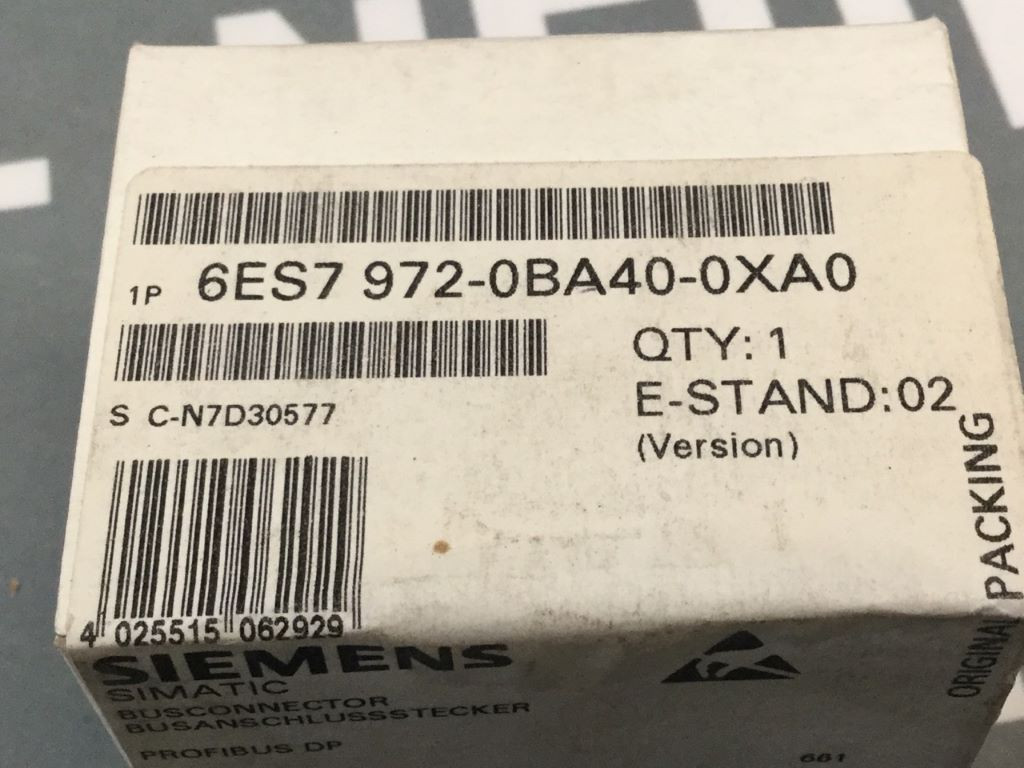 1P 6ES7 972-0BA40-0XA0
S C-N7D30577
QTY: 1
E-STAND:02
(Version)
4 025515 062929
ORIGINAL PACKING
SIEMENS
SIMATIC
BUSCONNECTOR
BUSANSCHLUSSSTECKER
PROFIBUS DP
681